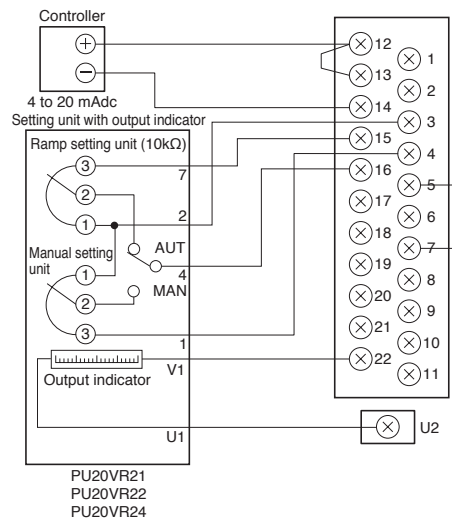 Controller
+
−
4 to 20 mAdc
Setting unit with output indicator
Ramp setting unit (10kΩ)
3
7
2
1
2
AUT
Manual setting
unit
1
4
MAN
2
3
1
V1
Output indicator
U1
PU20VR21
PU20VR22
PU20VR24
12
1
13
2
14
3
15
4
16
5
17
6
18
7
19
8
20
9
21
10
22
11
U2